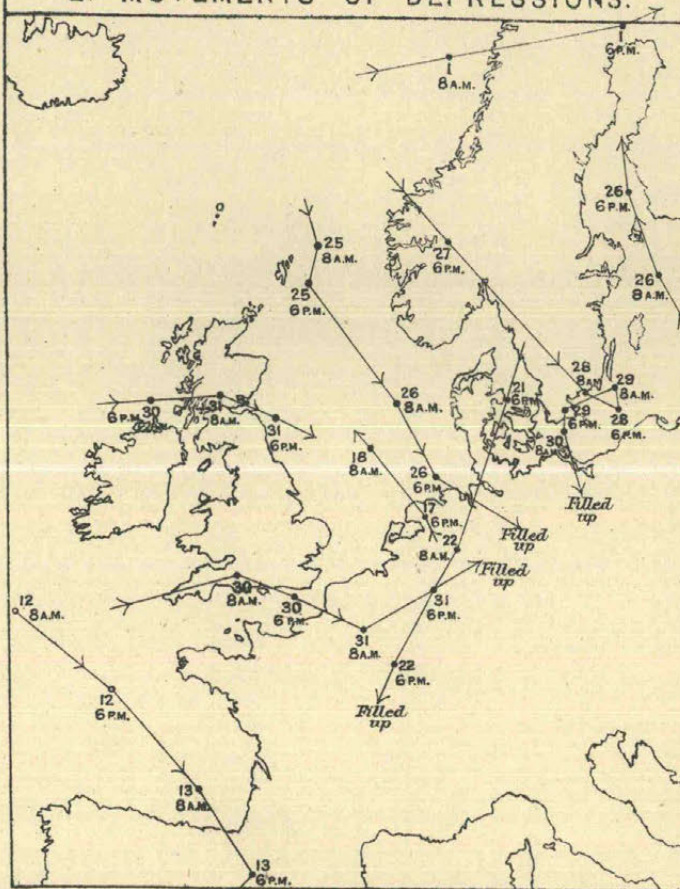 MOVEMENTS OF DEPRESSIONS.
1
8 A.M.
1
6 P.M.
26
6 P.M.
26
8 A.M.
25
8 A.M.
25
6 P.M.
27
6 P.M.
28
8 A.M.
29
8 A.M.
28
6 P.M.
29
6 P.M.
30
8 A.M.
Filled
up
21
6 P.M.
26
8 A.M.
26
6 P.M.
Filled
up
30
6 P.M.
31
8 A.M.
31
6 P.M.
18
8 A.M.
17
6 P.M.
22
8 A.M.
Filled
up
30
8 A.M.
30
6 P.M.
31
8 A.M.
31
6 P.M.
22
6 P.M.
Filled
up
12
8 A.M.
12
6 P.M.
13
8 A.M.
13
6 P.M.